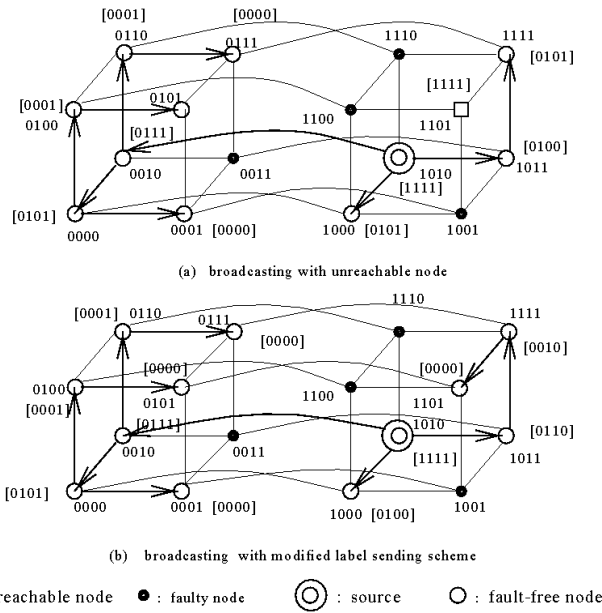 [0001] [0000]
0110 0111 1110 1111
[0101]
[0001] 0101 [1111]
0100 1100 1101
[0111] [0100]
0010 0011 1010 1011
[1111]
[0101] 0000 0001 [0000] 1000 [0101] 1001
(a) broadcasting with unreachable node
[0001] 0110 0111 1110 1111
[0000] [0010]
[0000] [0000]
0100 0101 1100 1101
[0001] [0111] 1010 [0110]
0010 0011 [1111] 1011
[0101] 0000 0001 [0000] 1000 [0100] 1001
(b) broadcasting with modified label sending scheme
reachable node : faulty node : source : fault-free node